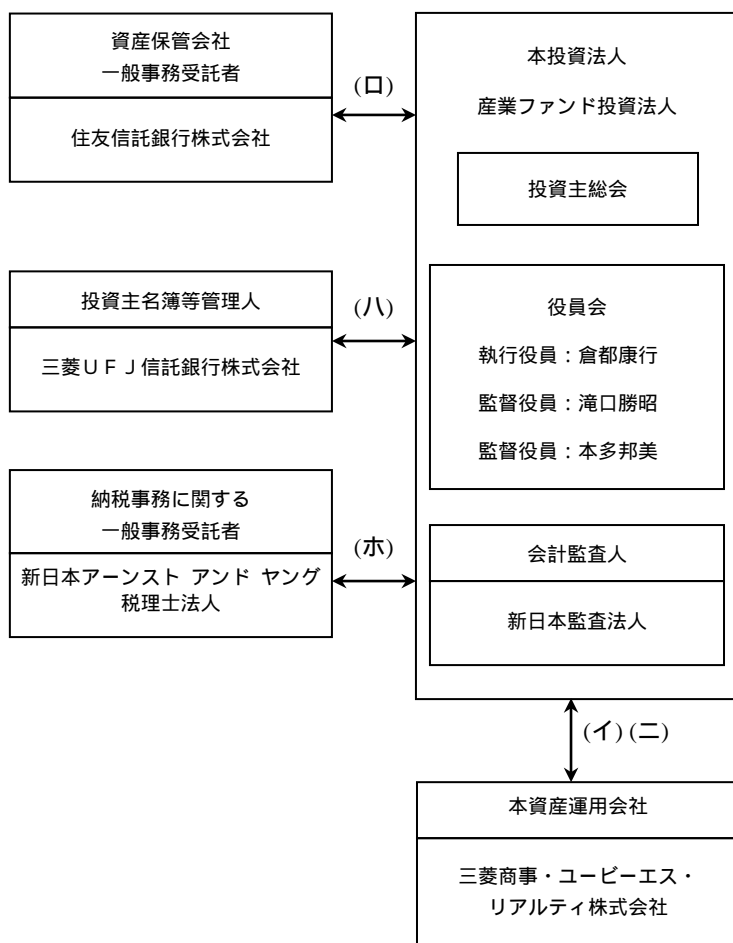 資産保管会社
一般事務受託者
住友信託銀行株式会社
(ロ)
投資主名簿等管理人
三菱UFJ信託銀行株式会社
(ハ)
納税事務に関する
一般事務受託者
新日本アーンスト アンド ヤング
税理士法人
(ホ)
本投資法人
産業ファンド投資法人
投資主総会
役員会
執行役員:倉都康行
監督役員:滝口勝昭
監督役員:本多邦美
会計監査人
新日本監査法人
(イ)(ニ)
本資産運用会社
三菱商事・ユービーエス・
リアルティ株式会社